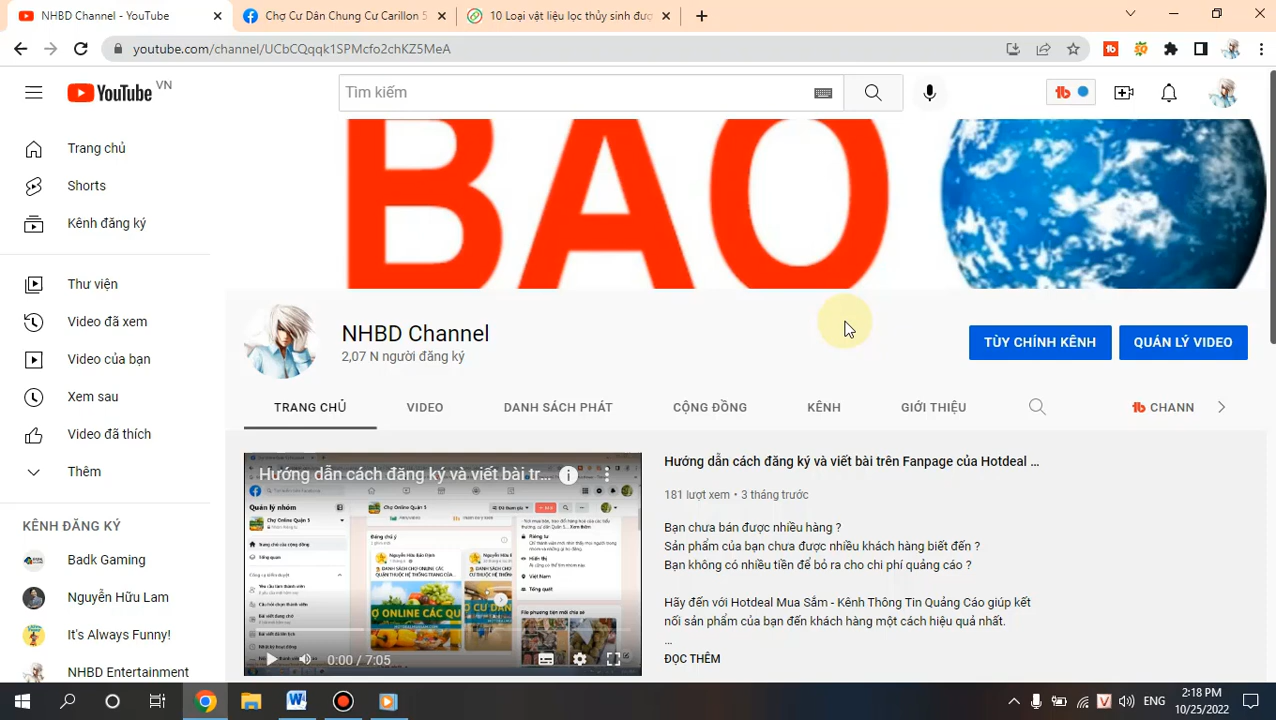 NHBD Channel - YouTube
Chợ Cư Dân Chung Cư Carillon 5
10 Loại vật liệu lọc thủy sinh đượ
youtube.com/channel/UCbCQqqk1SPMcfo2chKZ5MeA
YouTube VN
Tìm kiếm
Trang chủ
Shorts
Kênh đăng ký
Thư viện
Video đã xem
Video của bạn
Xem sau
Video đã thích
Thêm
KÊNH ĐĂNG KÝ
Badk Gaming
Nguyễn Hữu Lam
It's Always Funny!
NHBD Entertainment
BAO
NHBD Channel
2,07 N người đăng ký
TÙY CHỈNH KÊNH
QUẢN LÝ VIDEO
TRANG CHỦ
VIDEO
DANH SÁCH PHÁT
CỘNG ĐỒNG
KÊNH
GIỚI THIỆU
CHANN
Hướng dẫn cách đăng ký và viết bài tr...
Quản lý nhóm
Chợ Online Quận 5
0:00 / 7:05
Hướng dẫn cách đăng ký và viết bài trên Fanpage của Hotdeal ...
181 lượt xem • 3 tháng trước
Bạn chưa bán được nhiều hàng ?
Sản phẩm của bạn chưa được nhiều khách hàng biết đến ?
Bạn không có nhiều tiền để bỏ ra cho chi phí quảng cáo ?
Hãy đến với Hotdeal Mua Sắm - Kênh Thông Tin Quảng Cáo giúp kết
nối sản phẩm của bạn đến khách hàng một cách hiệu quả nhất.
...
ĐỌC THÊM
ENG
2:18 PM
10/25/2022